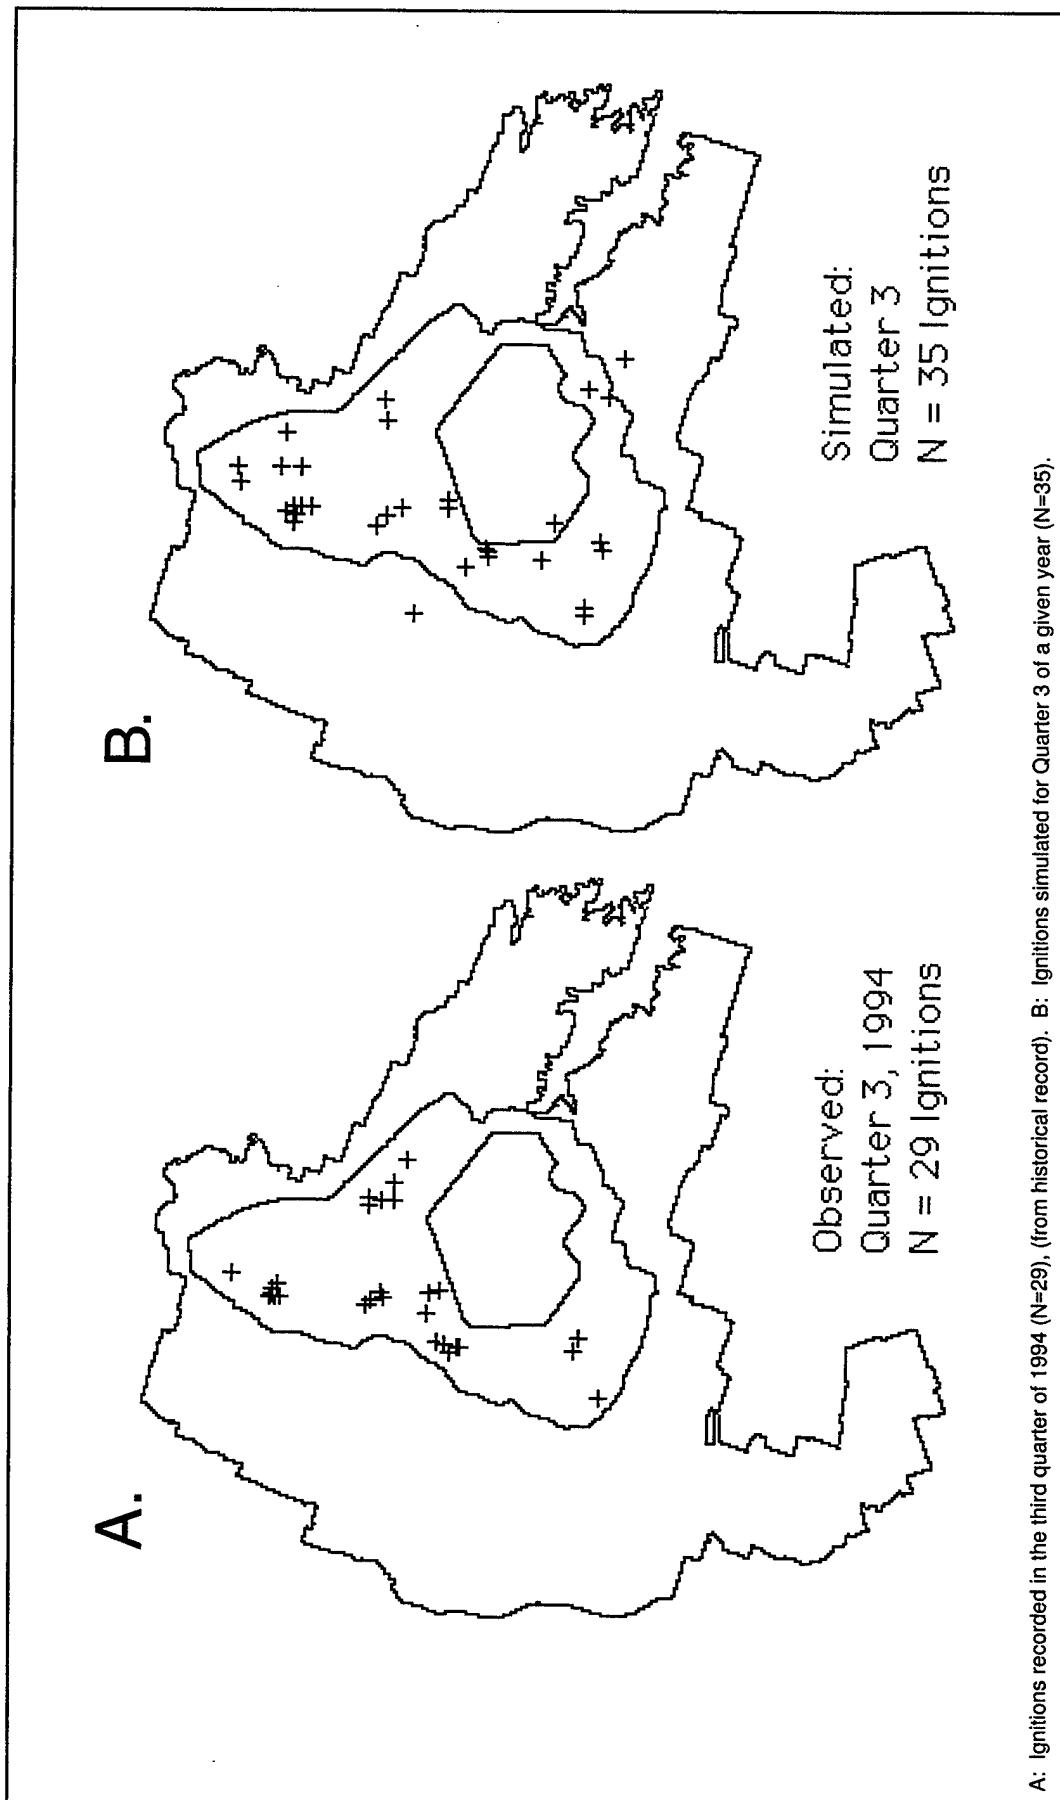 A.
Observed:
Quarter 3, 1994
N = 29 Ignitions
B.
Simulated:
Quarter 3
N = 35 Ignitions
A: Ignitions recorded in the third quarter of 1994 (N=29), (from historical record). B: Ignitions simulated for Quarter 3 of a given year (N=35).